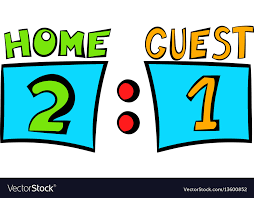 HOME GUEST
2 : 1
VectorStock®
VectorStock.com/13600852